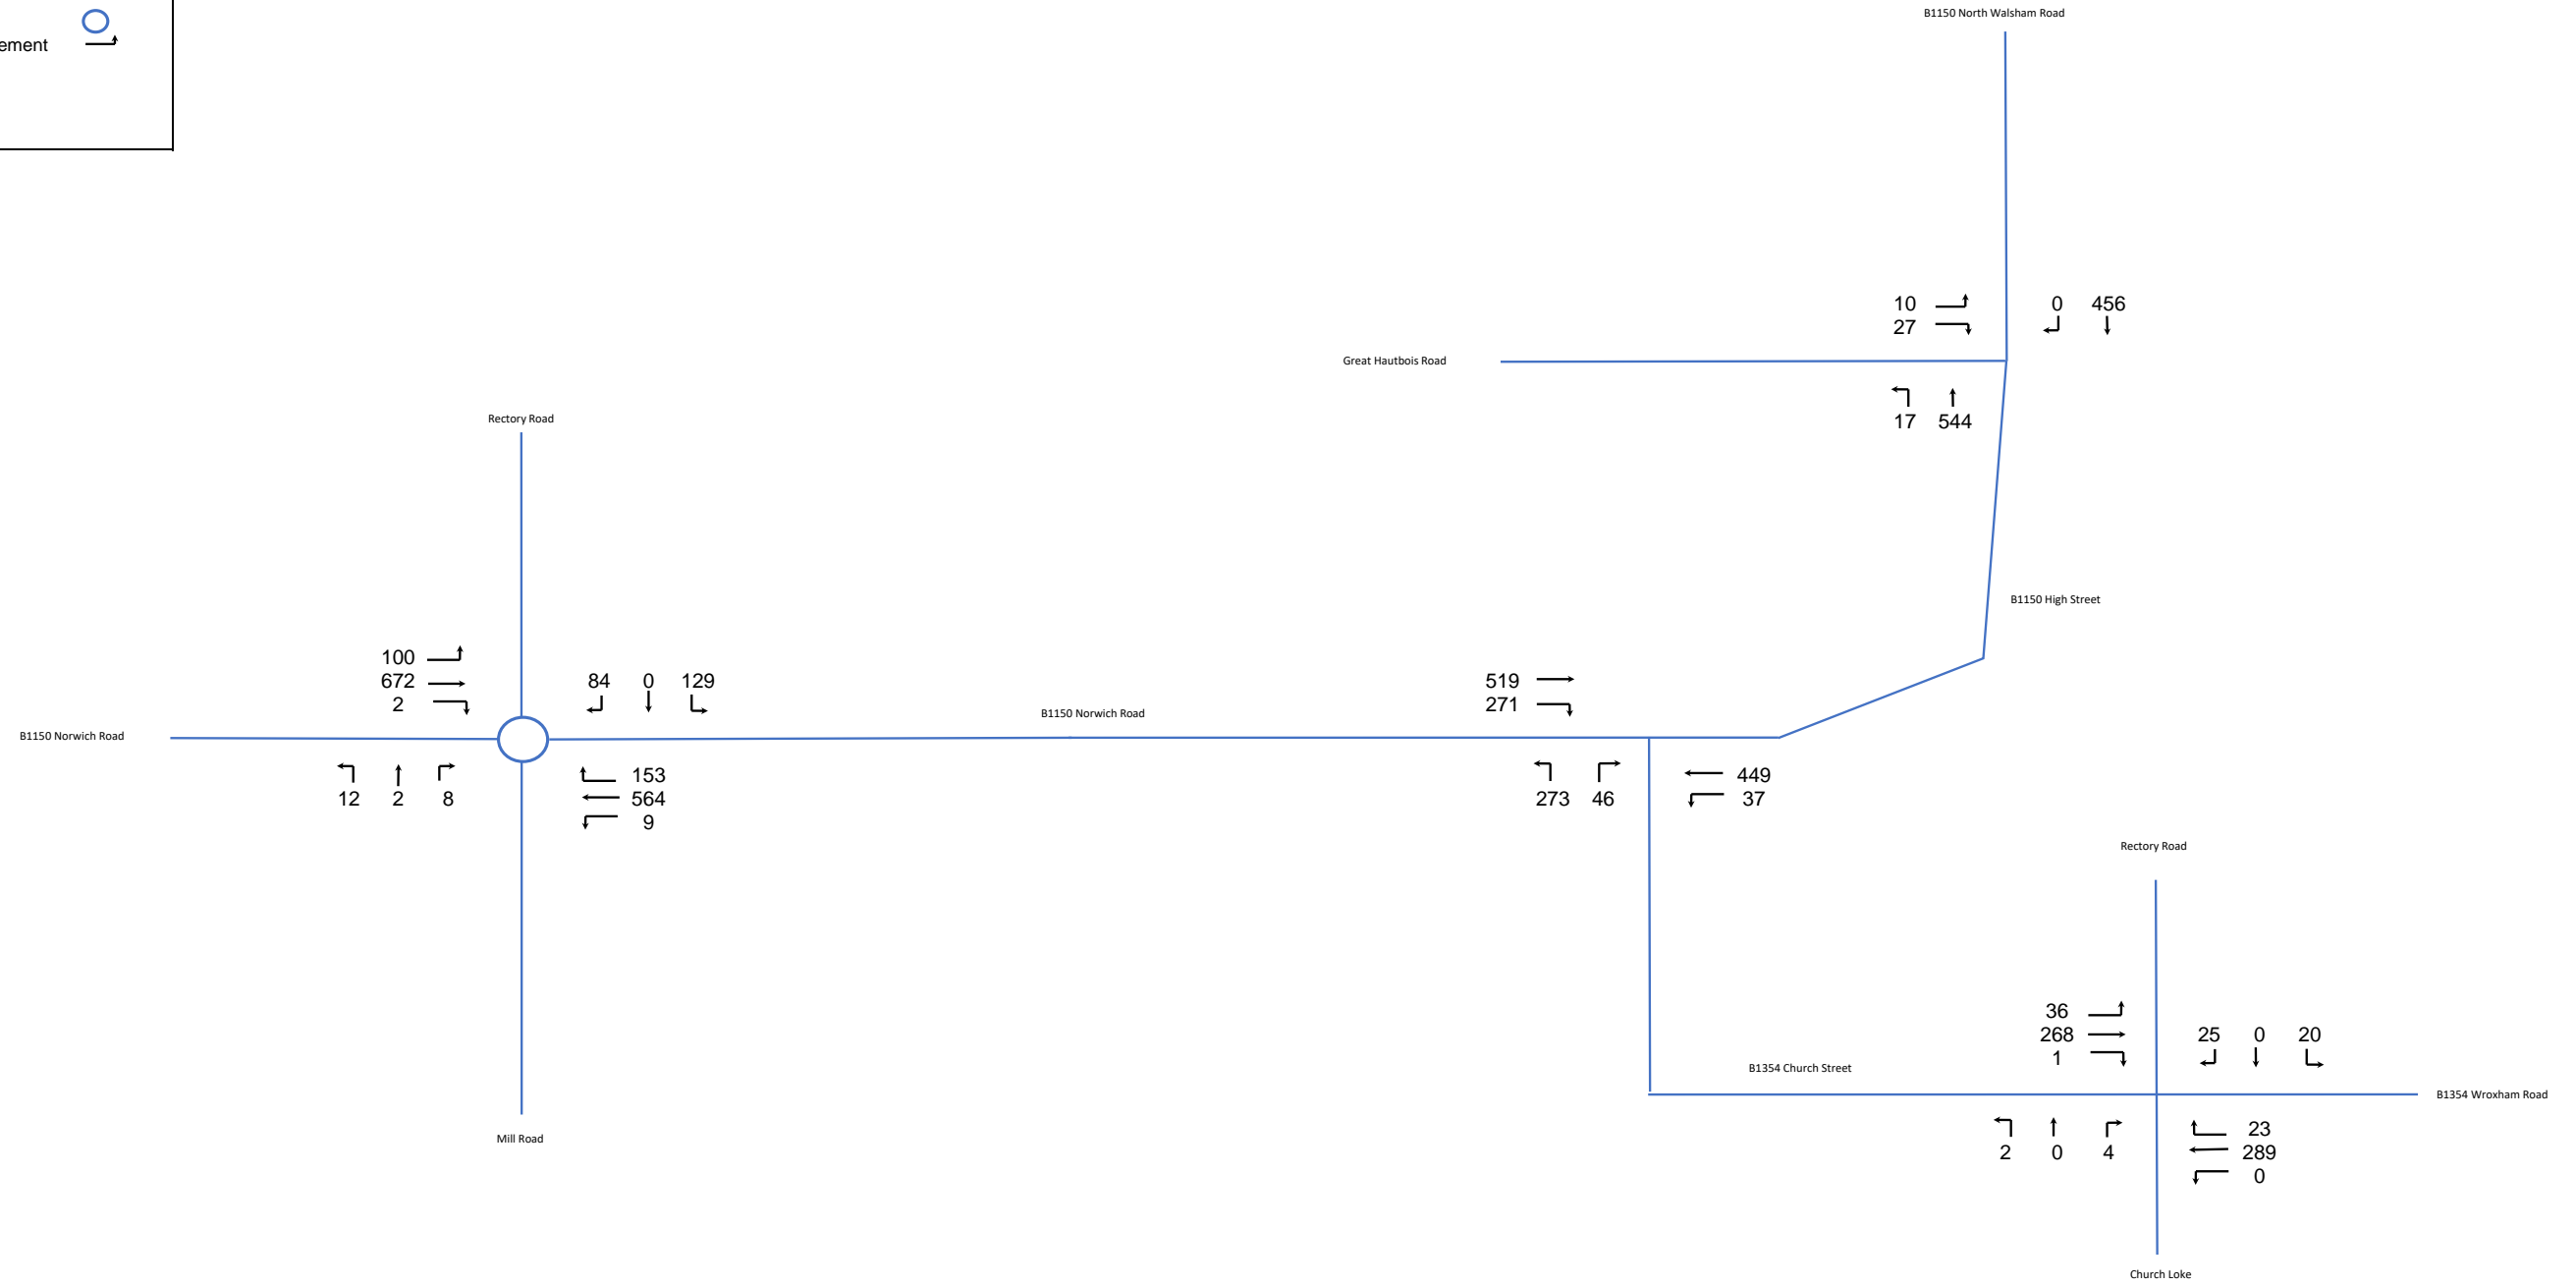 ement
B1150 North Walsham Road
10
27
0 456
Great Hautbois Road
17 544
Rectory Road
B1150 High Street
100
672
2
84 0 129
B1150 Norwich Road
12 2 8
153
564
9
B1150 Norwich Road
519
271
273 46
449
37
Rectory Road
36
268
1
25 0 20
B1354 Church Street
B1354 Wroxham Road
2 0 4
23
289
0
Mill Road
Church Loke